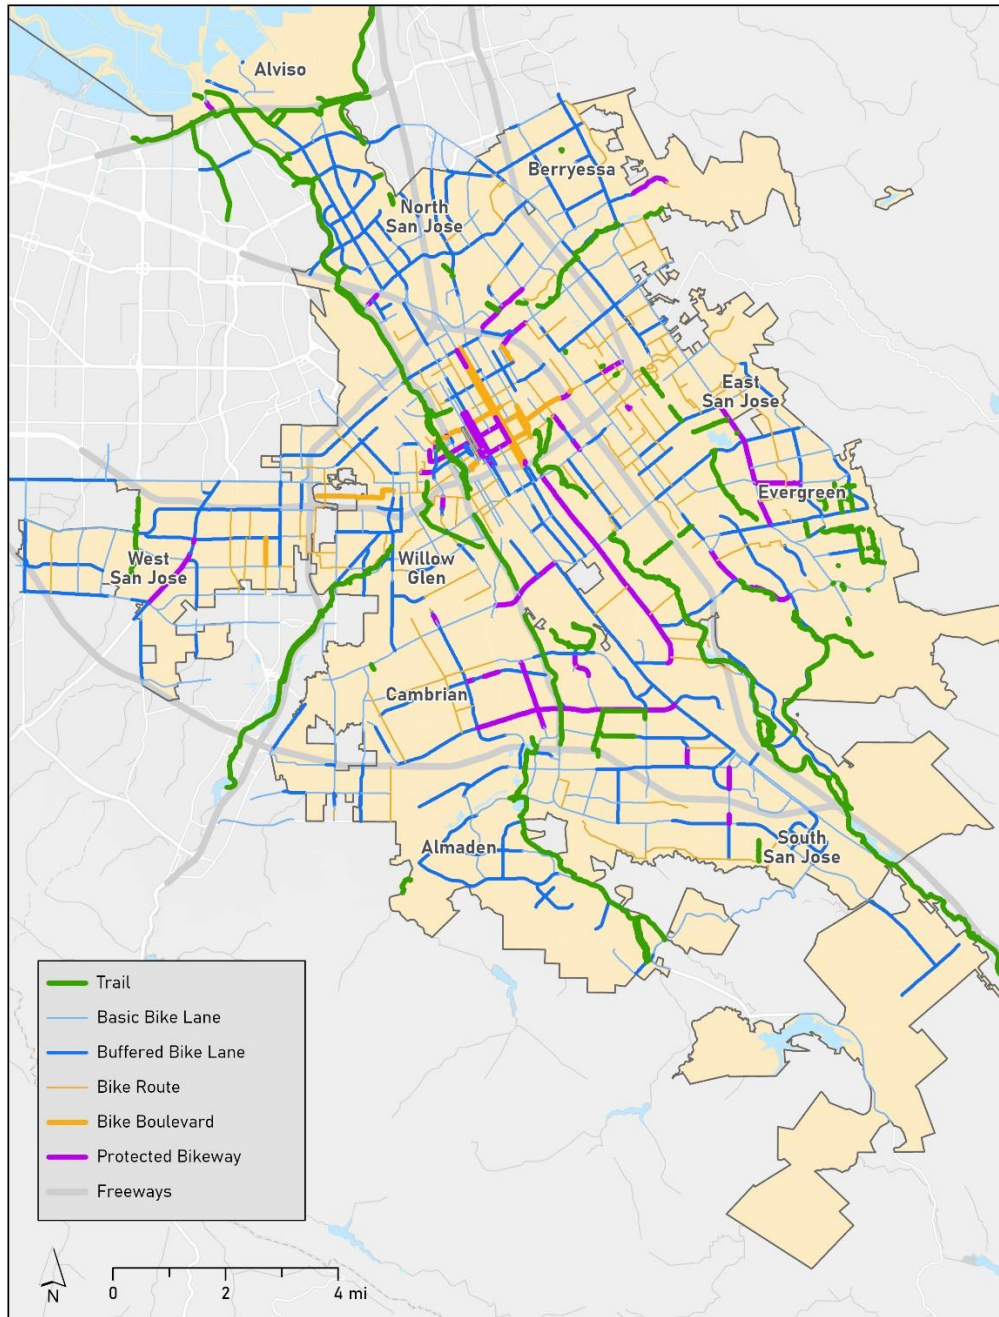 Alviso
Berryessa
North
San Jose
East
San Jose
Evergreen
West
San Jose
Willow
Glen
Cambrian
Almaden
South
San Jose
Trail
Basic Bike Lane
Buffered Bike Lane
Bike Route
Bike Boulevard
Protected Bikeway
Freeways
N
0 2 4 mi